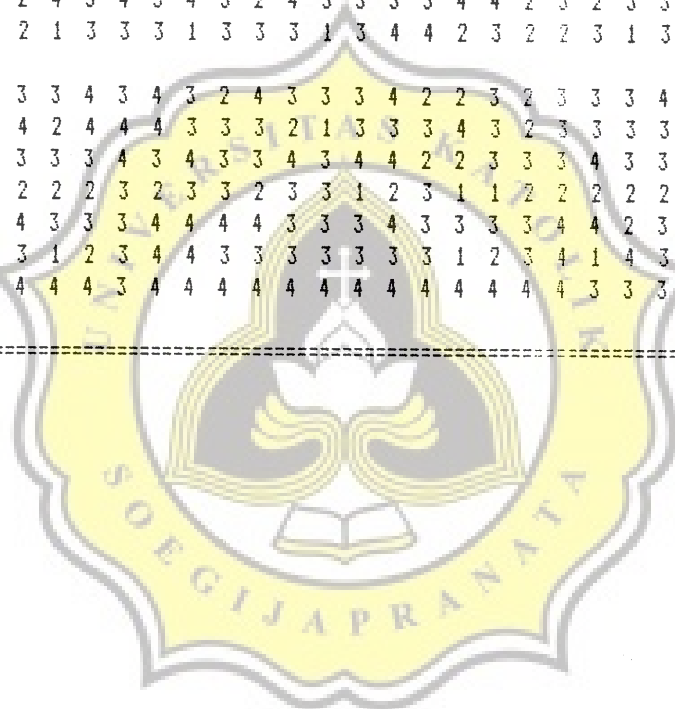 2 1 3 3 3 1 3 3 3 1 3 4 4 2 3 2 2 3 1 3
3 3 4 3 4 3 2 4 3 3 3 4 2 2 3 2 3 3 3 4
4 2 4 4 4 3 3 3 2 1 3 3 3 4 3 2 3 3 3 3
3 3 3 4 3 4 3 3 4 3 4 4 2 2 3 3 3 4 3 3
2 2 2 3 2 3 3 2 3 3 1 2 3 1 1 2 2 2 2 2
4 3 3 3 4 4 4 4 3 3 3 4 3 3 3 3 4 4 2 3
3 1 2 3 4 4 3 3 3 3 3 3 3 1 2 3 4 1 4 3
4 4 4 3 4 4 4 4 4 4 4 4 4 4 4 4 4 3 3 3
UNIVERSITAS KATOLIK
SOEGIJAPRANATA